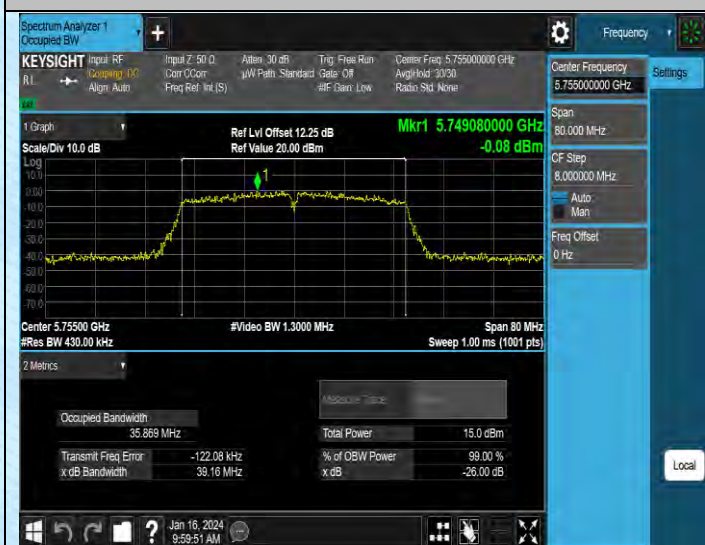 Spectrum Analyzer 1
Occupied BW
+
Frequency
KEYSIGHT
RL
Input: RF
Coupling: DC
Align: Auto
Input Z: 50 Ω
Corr CCorr
Freq Ref: Int (S)
Atten: 30 dB
µW Path: Standard
Trig: Free Run
Gate: Off
#IF Gain: Low
Center Freq: 5.755000000 GHz
Avg|Hold: 30/30
Radio Std: None
Center Frequency
5.755000000 GHz
Settings
Span
80.000 MHz
CF Step
8.000000 MHz
Auto
Man
Freq Offset
0 Hz
1 Graph
Scale/Div 10.0 dB
Ref Lvl Offset 12.25 dB
Ref Value 20.00 dBm
Mkr1 5.749080000 GHz
-0.08 dBm
Log
10.0
0.00
-10.0
-20.0
-30.0
-40.0
-50.0
-60.0
-70.0
1
Center 5.75500 GHz
#Video BW 1.3000 MHz
Span 80 MHz
#Res BW 430.00 kHz
Sweep 1.00 ms (1001 pts)
2 Metrics
Measure Trace
Occupied Bandwidth
35.869 MHz
Total Power
15.0 dBm
Transmit Freq Error
-122.08 kHz
% of OBW Power
99.00 %
x dB Bandwidth
39.16 MHz
x dB
-26.00 dB
Local
?
Jan 16, 2024
9:59:51 AM